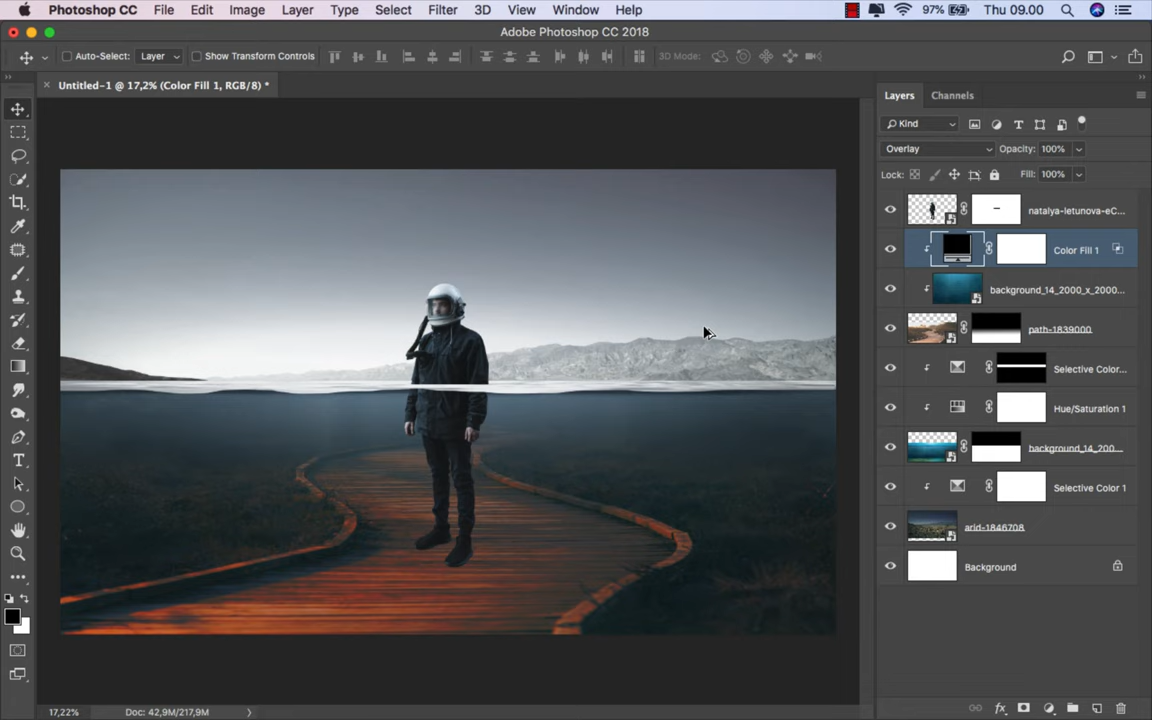 Photoshop CC File Edit Image Layer Type Select Filter 3D View Window Help 97% Thu 09.00
Adobe Photoshop CC 2018
Auto-Select: Layer Show Transform Controls 3D Mode:
× Untitled-1 @ 17,2% (Color Fill 1, RGB/8) *
Layers Channels
Kind
Overlay Opacity: 100%
Lock: Fill: 100%
natalya-letunova-eC...
Color Fill 1
background_14_2000_x_2000...
path-1839000
Selective Color...
Hue/Saturation 1
background_14_200...
Selective Color 1
arid-1846708
Background
17,22% Doc: 42,9M/217,9M